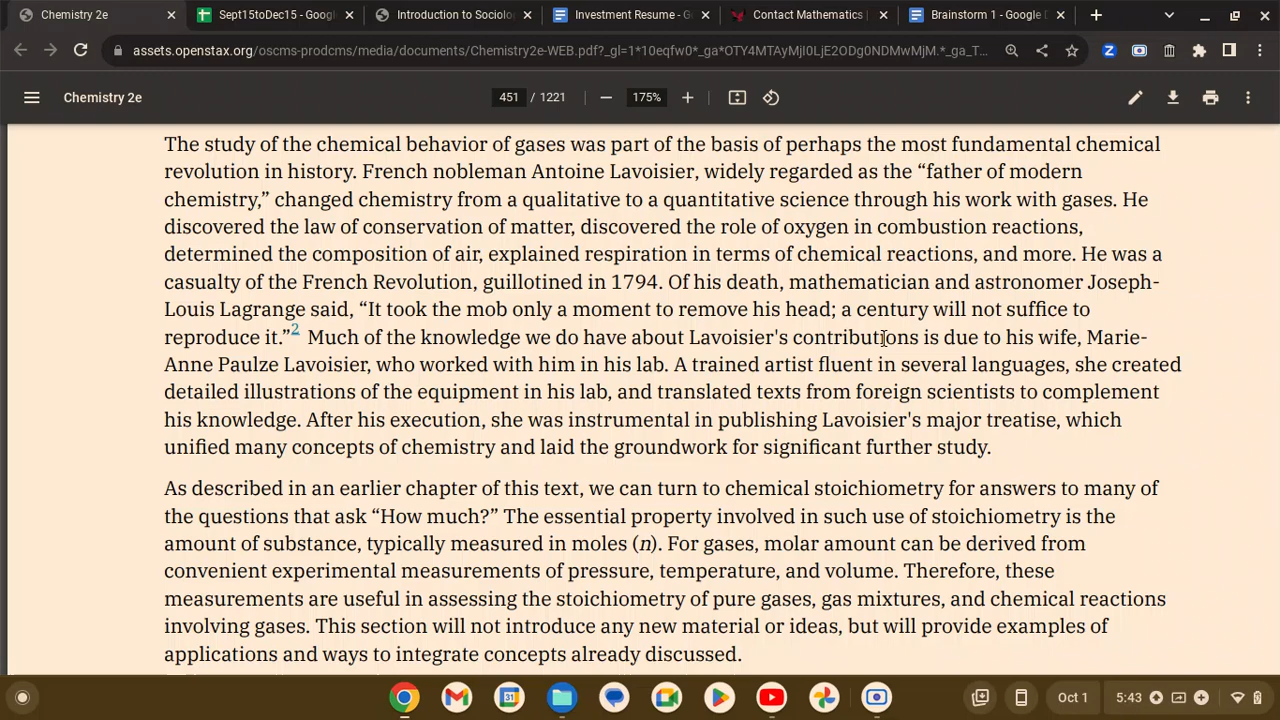 Chemistry 2e
Sept15toDec15 - Googl
Introduction to Sociolo
Investment Resume - G
Contact Mathematics |
Brainstorm 1 - Google D
assets.openstax.org/oscms-prodcms/media/documents/Chemistry2e-WEB.pdf?_gl=1*10eqfw0*_ga*OTY4MTAyMjI0LjE2ODg0NDMwMjM.*_ga_T...
Chemistry 2e
451 / 1221
175%
The study of the chemical behavior of gases was part of the basis of perhaps the most fundamental chemical
revolution in history. French nobleman Antoine Lavoisier, widely regarded as the “father of modern
chemistry,” changed chemistry from a qualitative to a quantitative science through his work with gases. He
discovered the law of conservation of matter, discovered the role of oxygen in combustion reactions,
determined the composition of air, explained respiration in terms of chemical reactions, and more. He was a
casualty of the French Revolution, guillotined in 1794. Of his death, mathematician and astronomer Joseph-
Louis Lagrange said, “It took the mob only a moment to remove his head; a century will not suffice to
reproduce it.”2 Much of the knowledge we do have about Lavoisier's contributions is due to his wife, Marie-
Anne Paulze Lavoisier, who worked with him in his lab. A trained artist fluent in several languages, she created
detailed illustrations of the equipment in his lab, and translated texts from foreign scientists to complement
his knowledge. After his execution, she was instrumental in publishing Lavoisier's major treatise, which
unified many concepts of chemistry and laid the groundwork for significant further study.
As described in an earlier chapter of this text, we can turn to chemical stoichiometry for answers to many of
the questions that ask “How much?” The essential property involved in such use of stoichiometry is the
amount of substance, typically measured in moles (n). For gases, molar amount can be derived from
convenient experimental measurements of pressure, temperature, and volume. Therefore, these
measurements are useful in assessing the stoichiometry of pure gases, gas mixtures, and chemical reactions
involving gases. This section will not introduce any new material or ideas, but will provide examples of
applications and ways to integrate concepts already discussed.
Oct 1
5:43